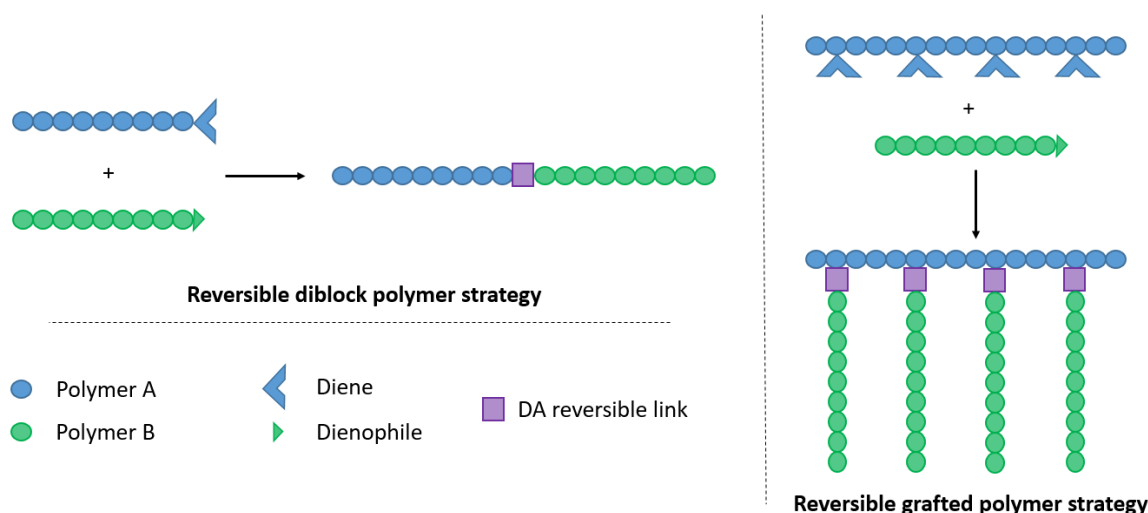 +
Reversible diblock polymer strategy
Polymer A
Polymer B
Diene
Dienophile
DA reversible link
+
Reversible grafted polymer strategy